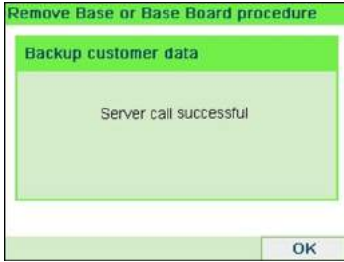 Remove Base or Base Board procedure
Backup customer data
Server call successful
OK